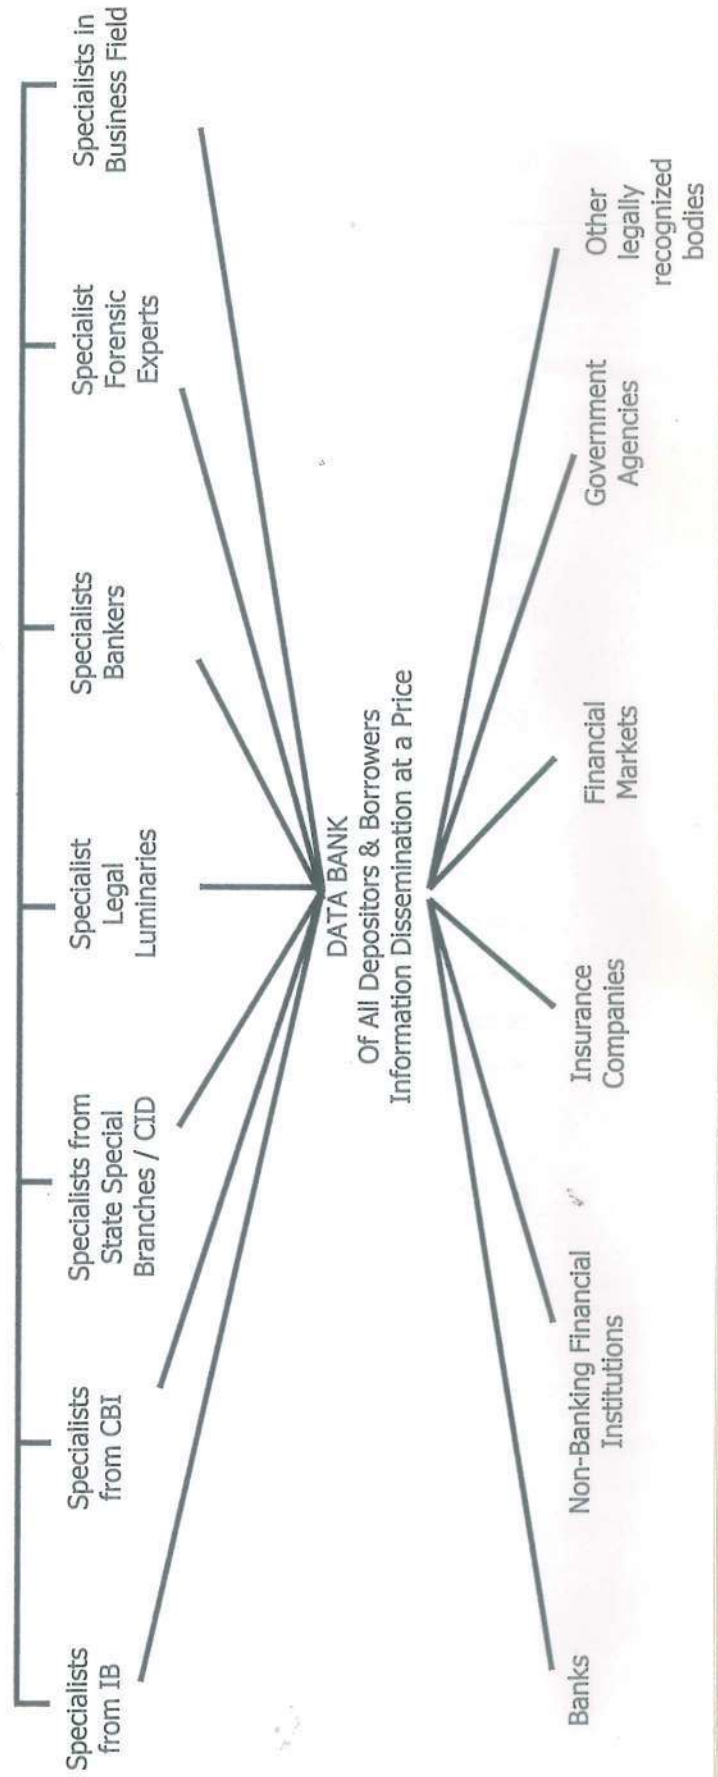 Specialists
from IB
Specialists
from CBI
Specialists from
State Special
Branches / CID
Specialist
Legal
Luminaries
Specialists
Bankers
Specialist
Forensic
Experts
Specialists in
Business Field
DATA BANK
Of All Depositors & Borrowers
Information Dissemination at a Price
Banks
Non-Banking Financial
Institutions
Insurance
Companies
Financial
Markets
Government
Agencies
Other
legally
recognized
bodies